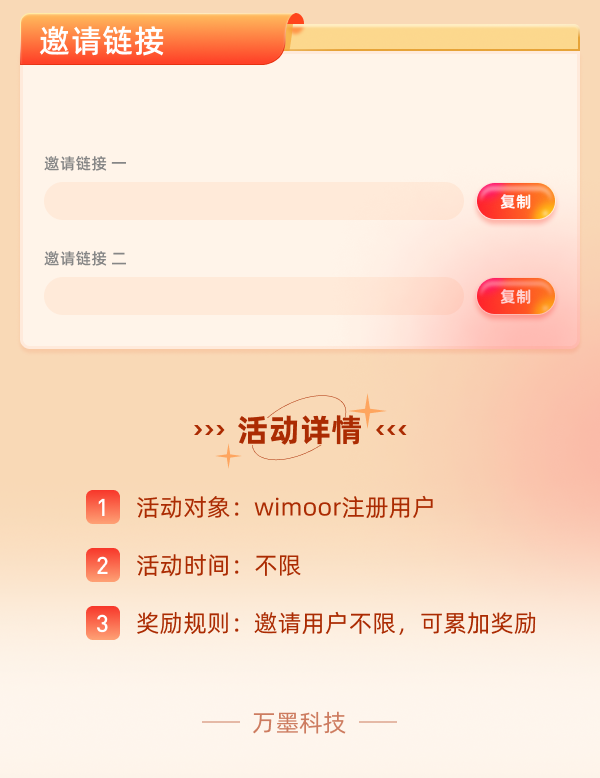 邀请链接
邀请链接 一
复制
邀请链接 二
复制
››› 活动详情 ‹‹‹
1 活动对象：wimoor注册用户
2 活动时间：不限
3 奖励规则：邀请用户不限，可累加奖励
万墨科技